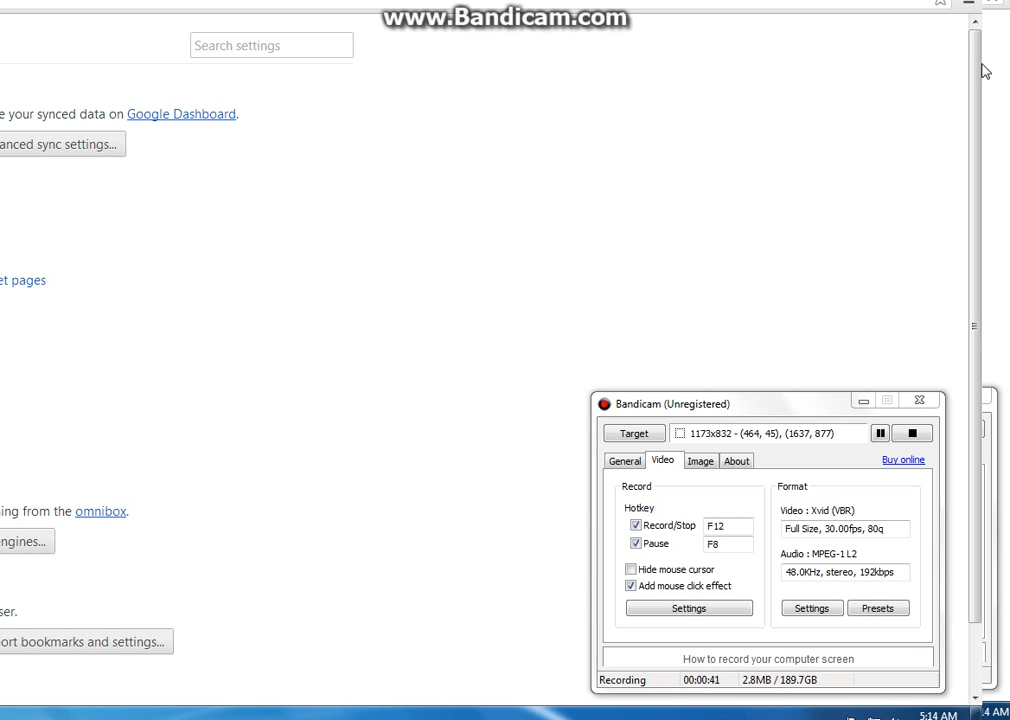 www.Bandicam.com
Search settings
e your synced data on Google Dashboard.
anced sync settings...
et pages
ing from the omnibox.
engines...
ser.
ort bookmarks and settings...
Bandicam (Unregistered)
Target
1173x832 - (464, 45), (1637, 877)
General
Video
Image
About
Buy online
Record
Hotkey
Record/Stop F12
Pause F8
Hide mouse cursor
Add mouse click effect
Settings
Format
Video : Xvid (VBR)
Full Size, 30.00fps, 80q
Audio : MPEG-1 L2
48.0KHz, stereo, 192kbps
Settings
Presets
How to record your computer screen
Recording 00:00:41 2.8MB / 189.7GB
5:14 AM
14 AM